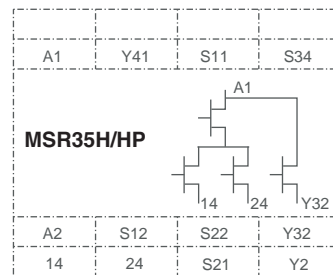 A1 Y41 S11 S34
A1
MSR35H/HP
14 24 Y32
A2 S12 S22 Y32
14 24 S21 Y2